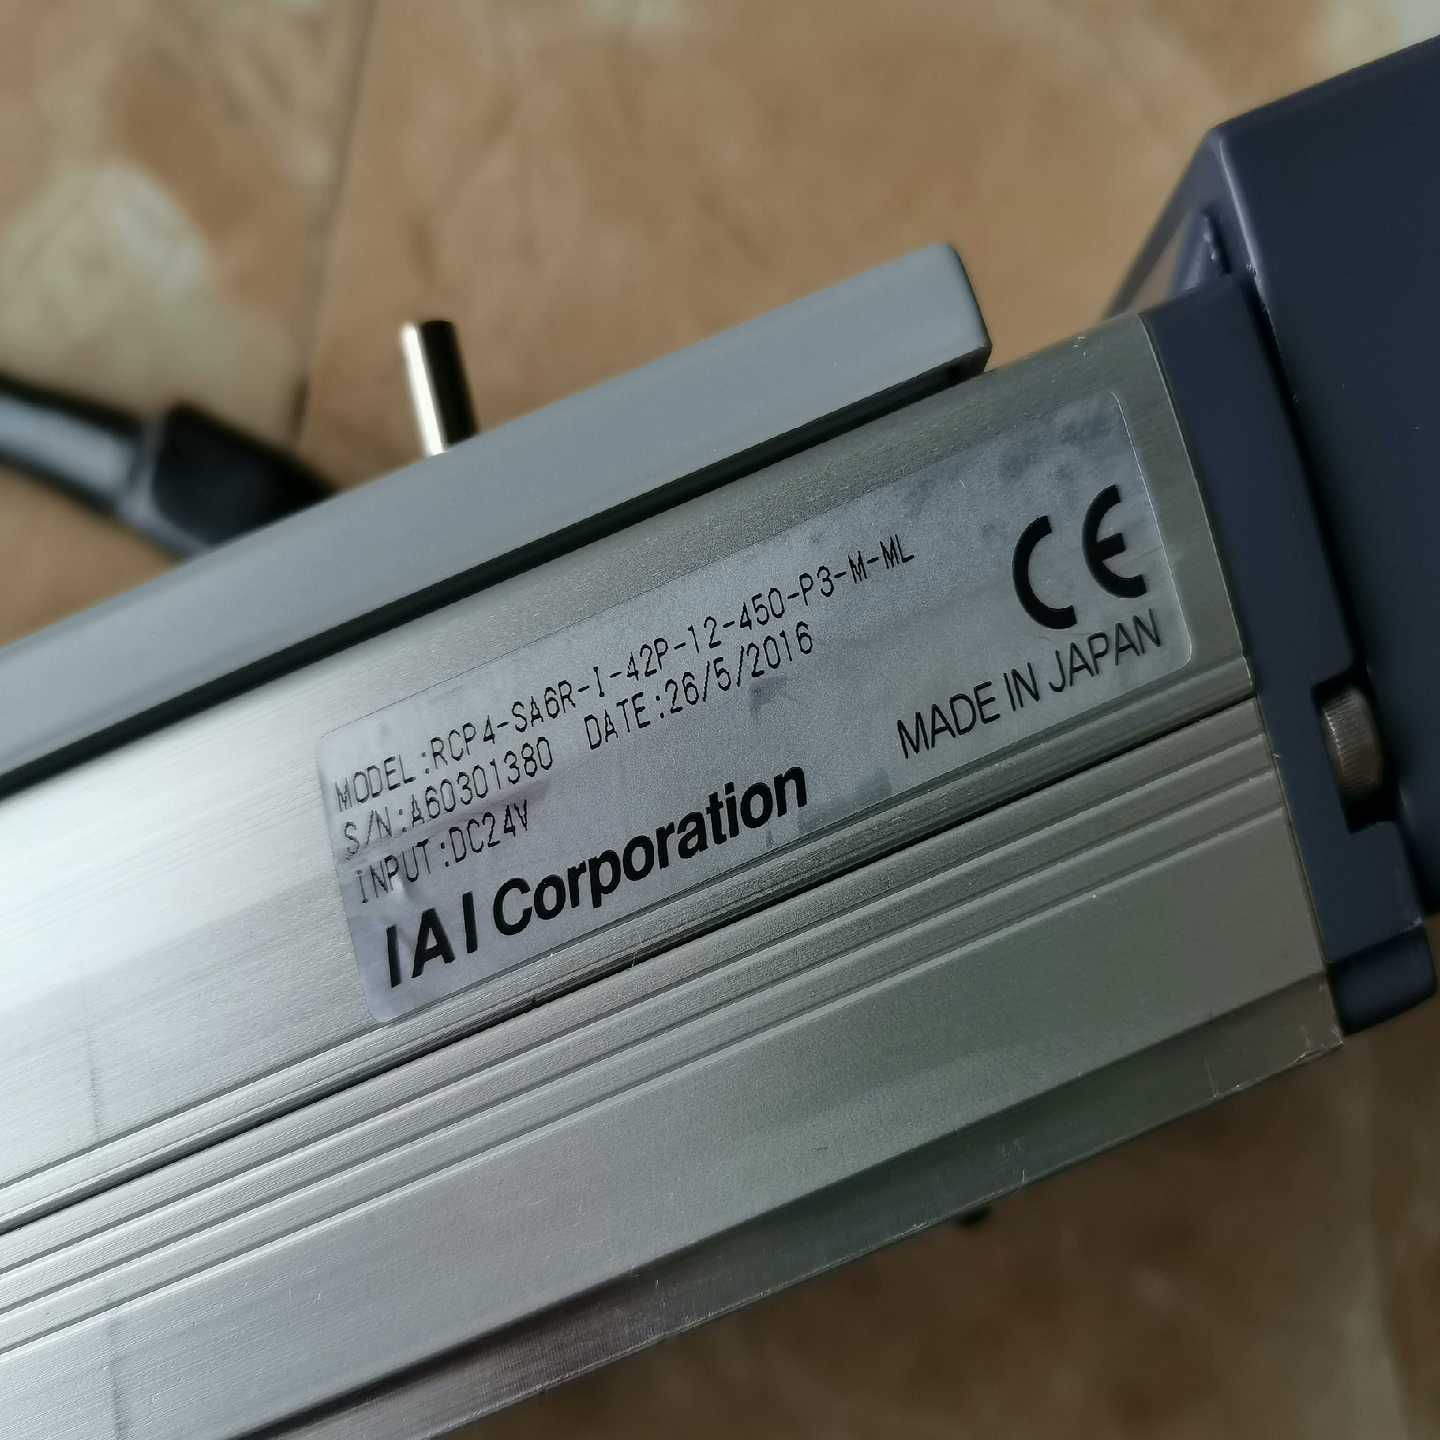 MODEL:RCP4-SA6R-I-42P-12-450-P3-M-ML
S/N:A60301380 DATE:26/5/2016
INPUT:DC24V
CE
IAI Corporation
MADE IN JAPAN